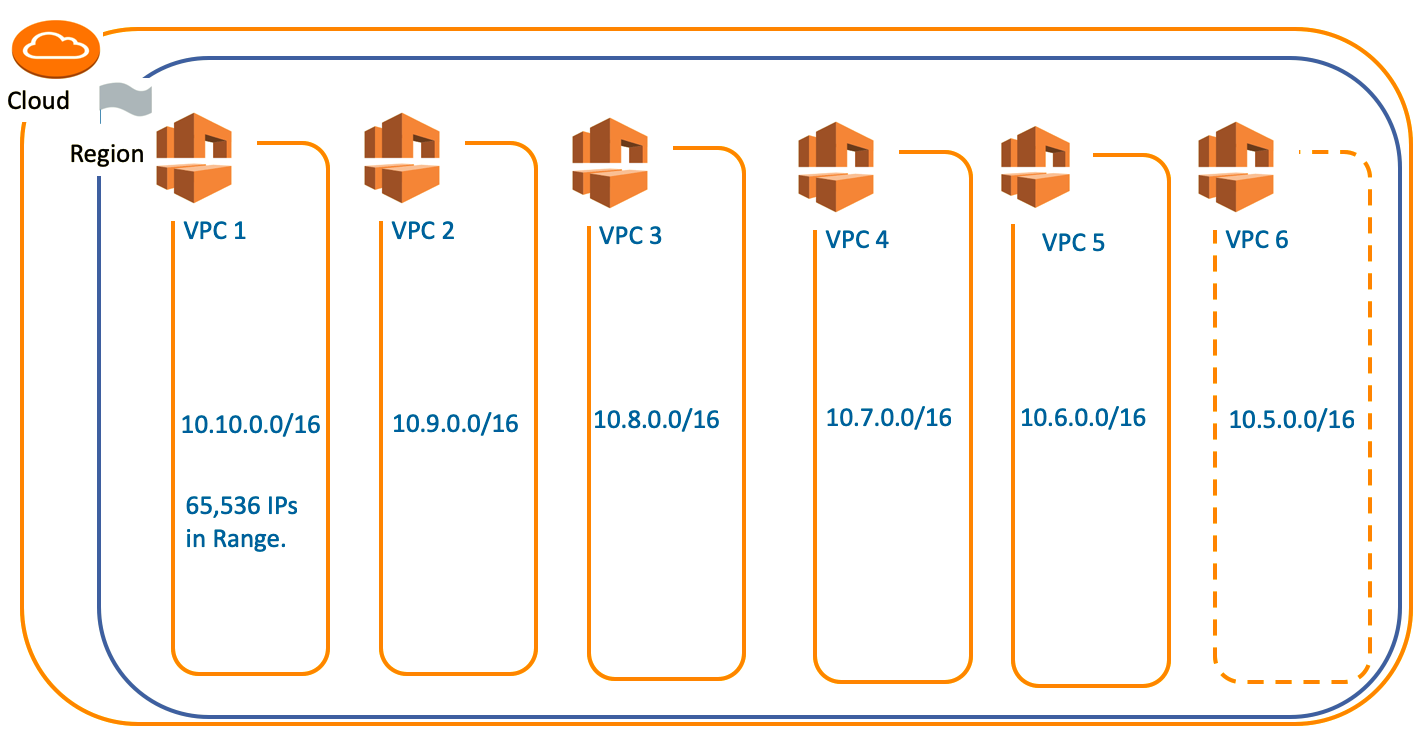 Cloud
Region
VPC 1
VPC 2
VPC 3
VPC 4
VPC 5
VPC 6
10.10.0.0/16
10.9.0.0/16
10.8.0.0/16
10.7.0.0/16
10.6.0.0/16
10.5.0.0/16
65,536 IPs
in Range.